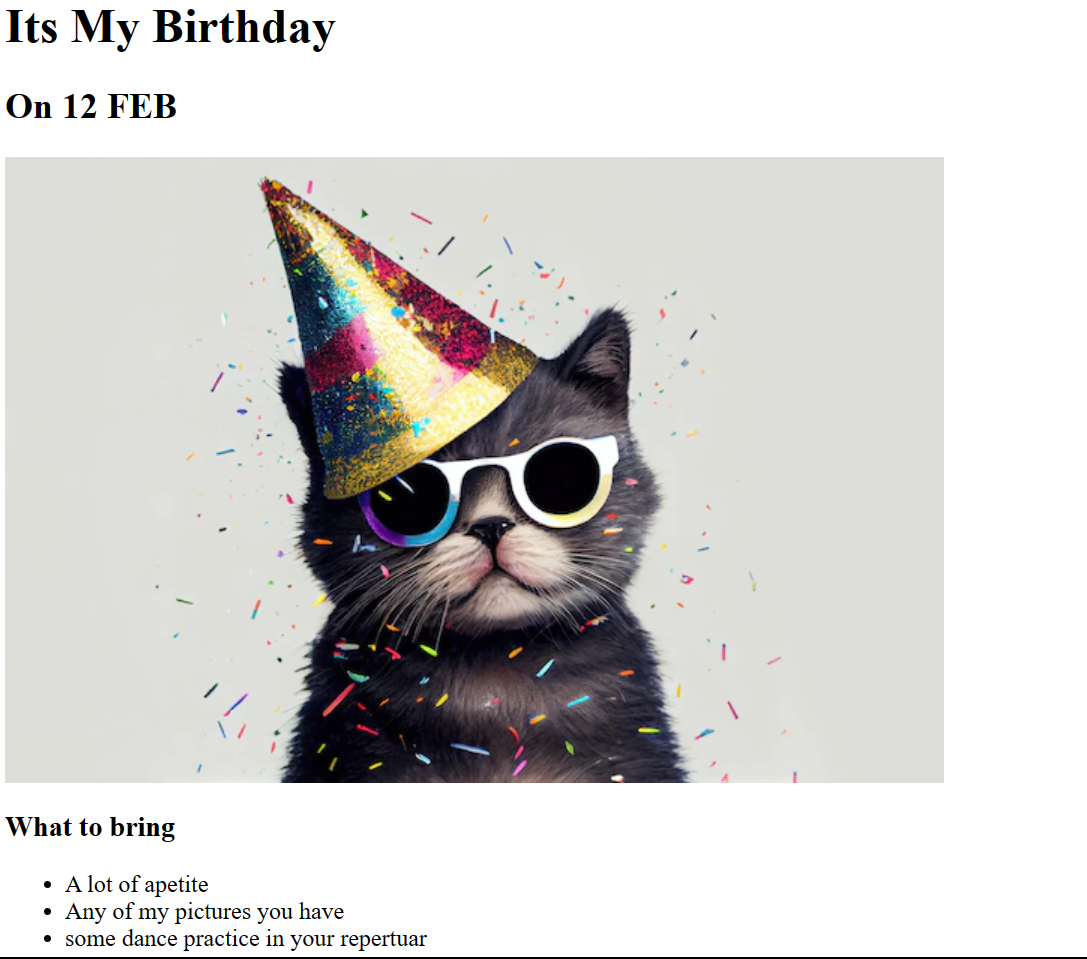 Its My Birthday
On 12 FEB
What to bring
A lot of apetite
Any of my pictures you have
some dance practice in your repertuar